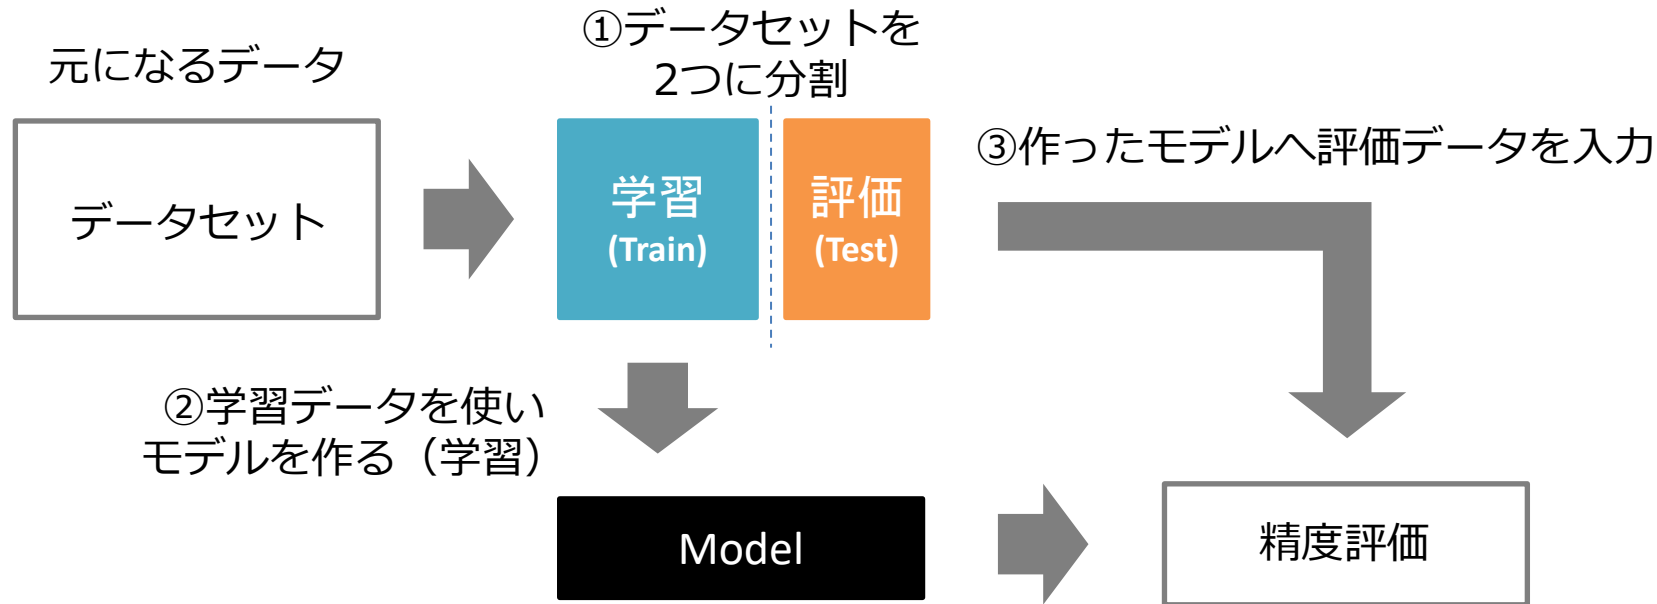 元になるデータ
データセット
①データセットを
2つに分割
学習
(Train)
評価
(Test)
②学習データを使い
モデルを作る（学習）
Model
③作ったモデルへ評価データを入力
精度評価